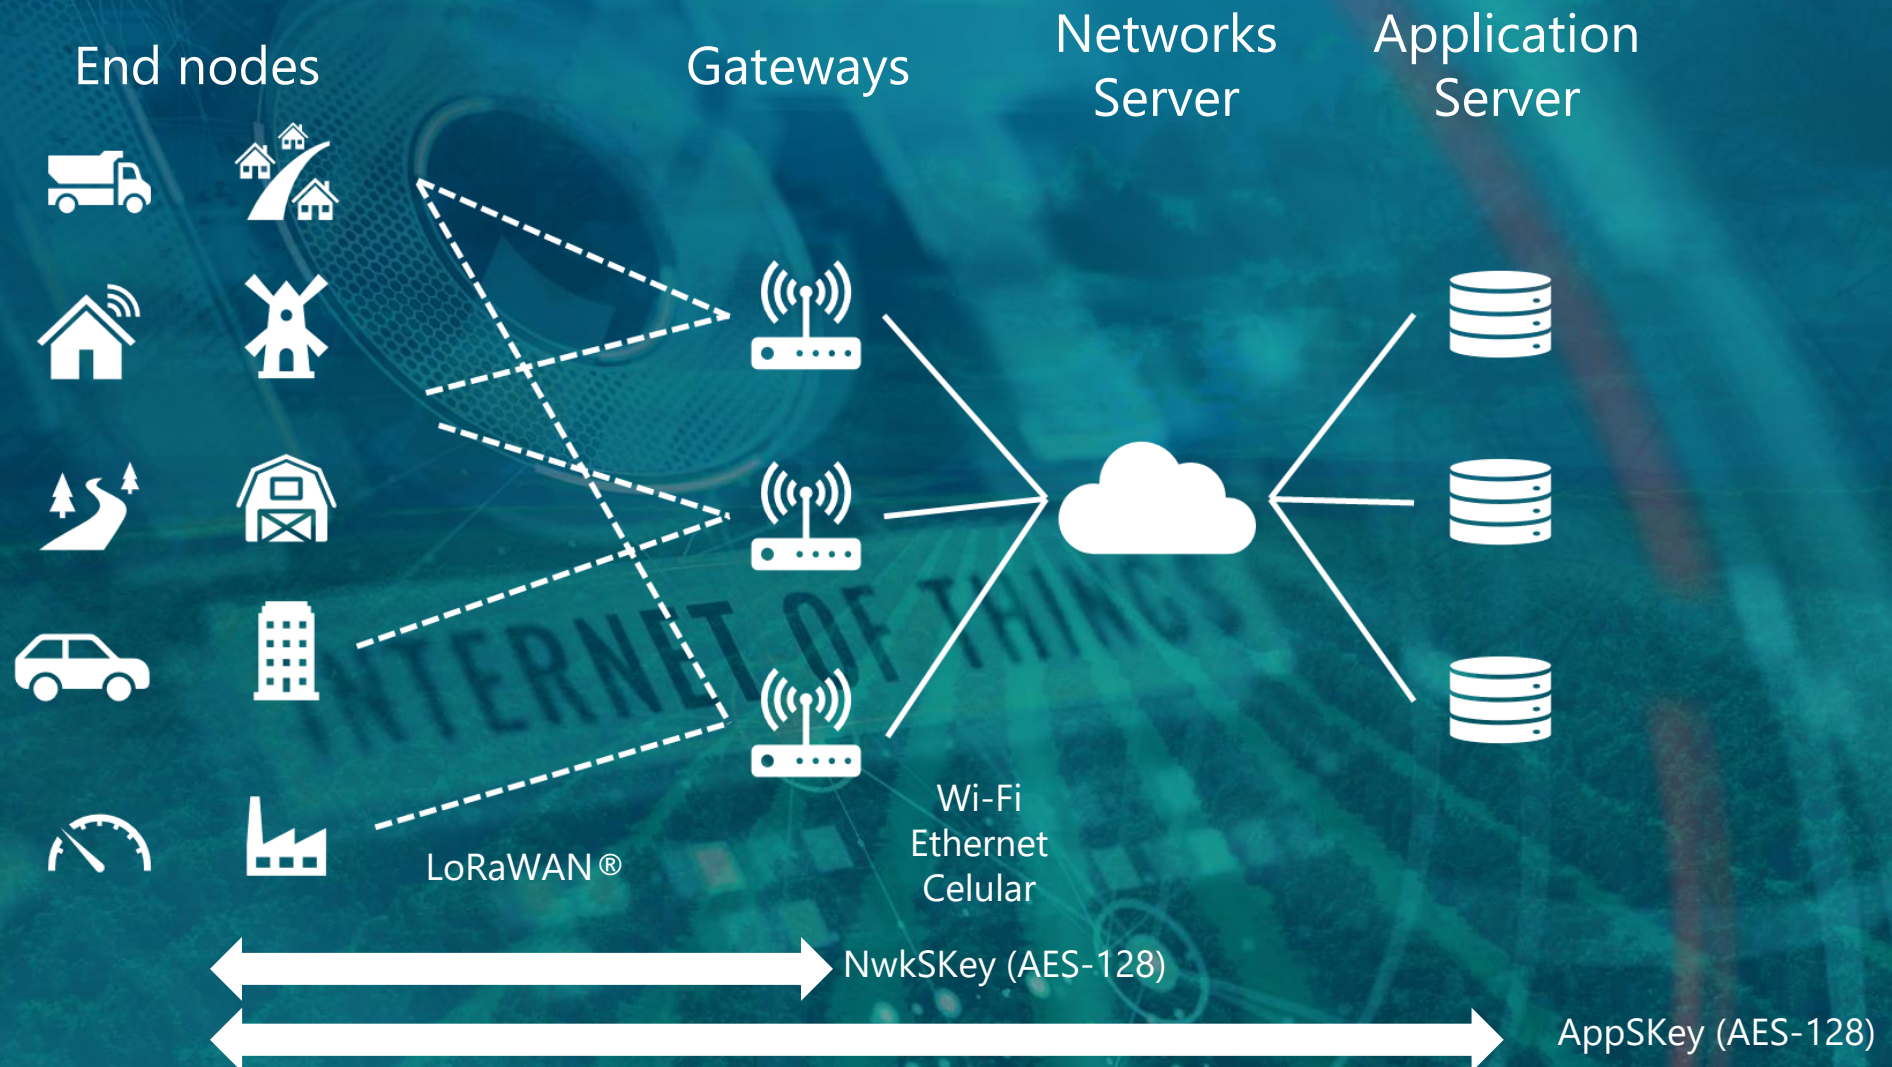 End nodes
Gateways
Networks
Server
Application
Server
INTERNET OF THINGS
LoRaWAN®
Wi-Fi
Ethernet
Celular
NwkSKey (AES-128)
AppSKey (AES-128)